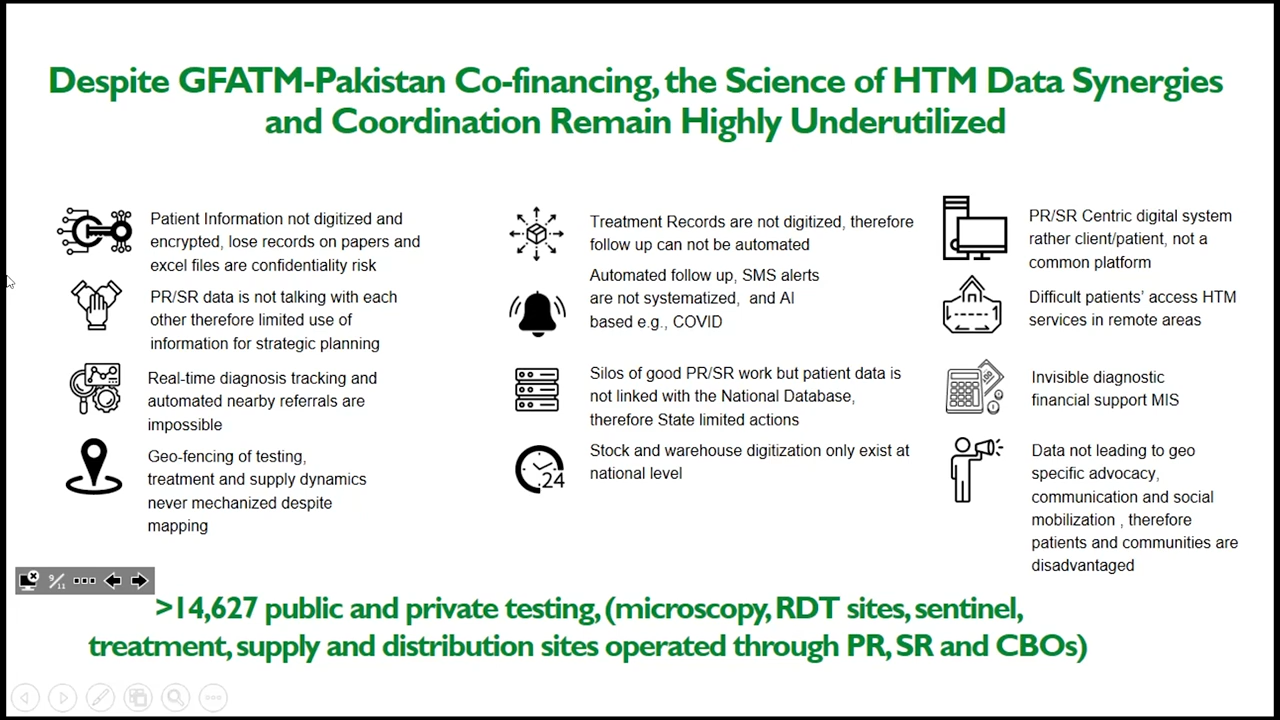 Despite GFATM-Pakistan Co-financing, the Science of HTM Data Synergies
and Coordination Remain Highly Underutilized
Patient Information not digitized and
encrypted, lose records on papers and
excel files are confidentiality risk
PR/SR data is not talking with each
other therefore limited use of
information for strategic planning
Real-time diagnosis tracking and
automated nearby referrals are
impossible
Geo-fencing of testing,
treatment and supply dynamics
never mechanized despite
mapping
Treatment Records are not digitized, therefore
follow up can not be automated
Automated follow up, SMS alerts
are not systematized, and AI
based e.g., COVID
Silos of good PR/SR work but patient data is
not linked with the National Database,
therefore State limited actions
24
Stock and warehouse digitization only exist at
national level
PR/SR Centric digital system
rather client/patient, not a
common platform
Difficult patients' access HTM
services in remote areas
Invisible diagnostic
financial support MIS
Data not leading to geo
specific advocacy,
communication and social
mobilization , therefore
patients and communities are
disadvantaged
9/11
>14,627 public and private testing, (microscopy, RDT sites, sentinel,
treatment, supply and distribution sites operated through PR, SR and CBOs)